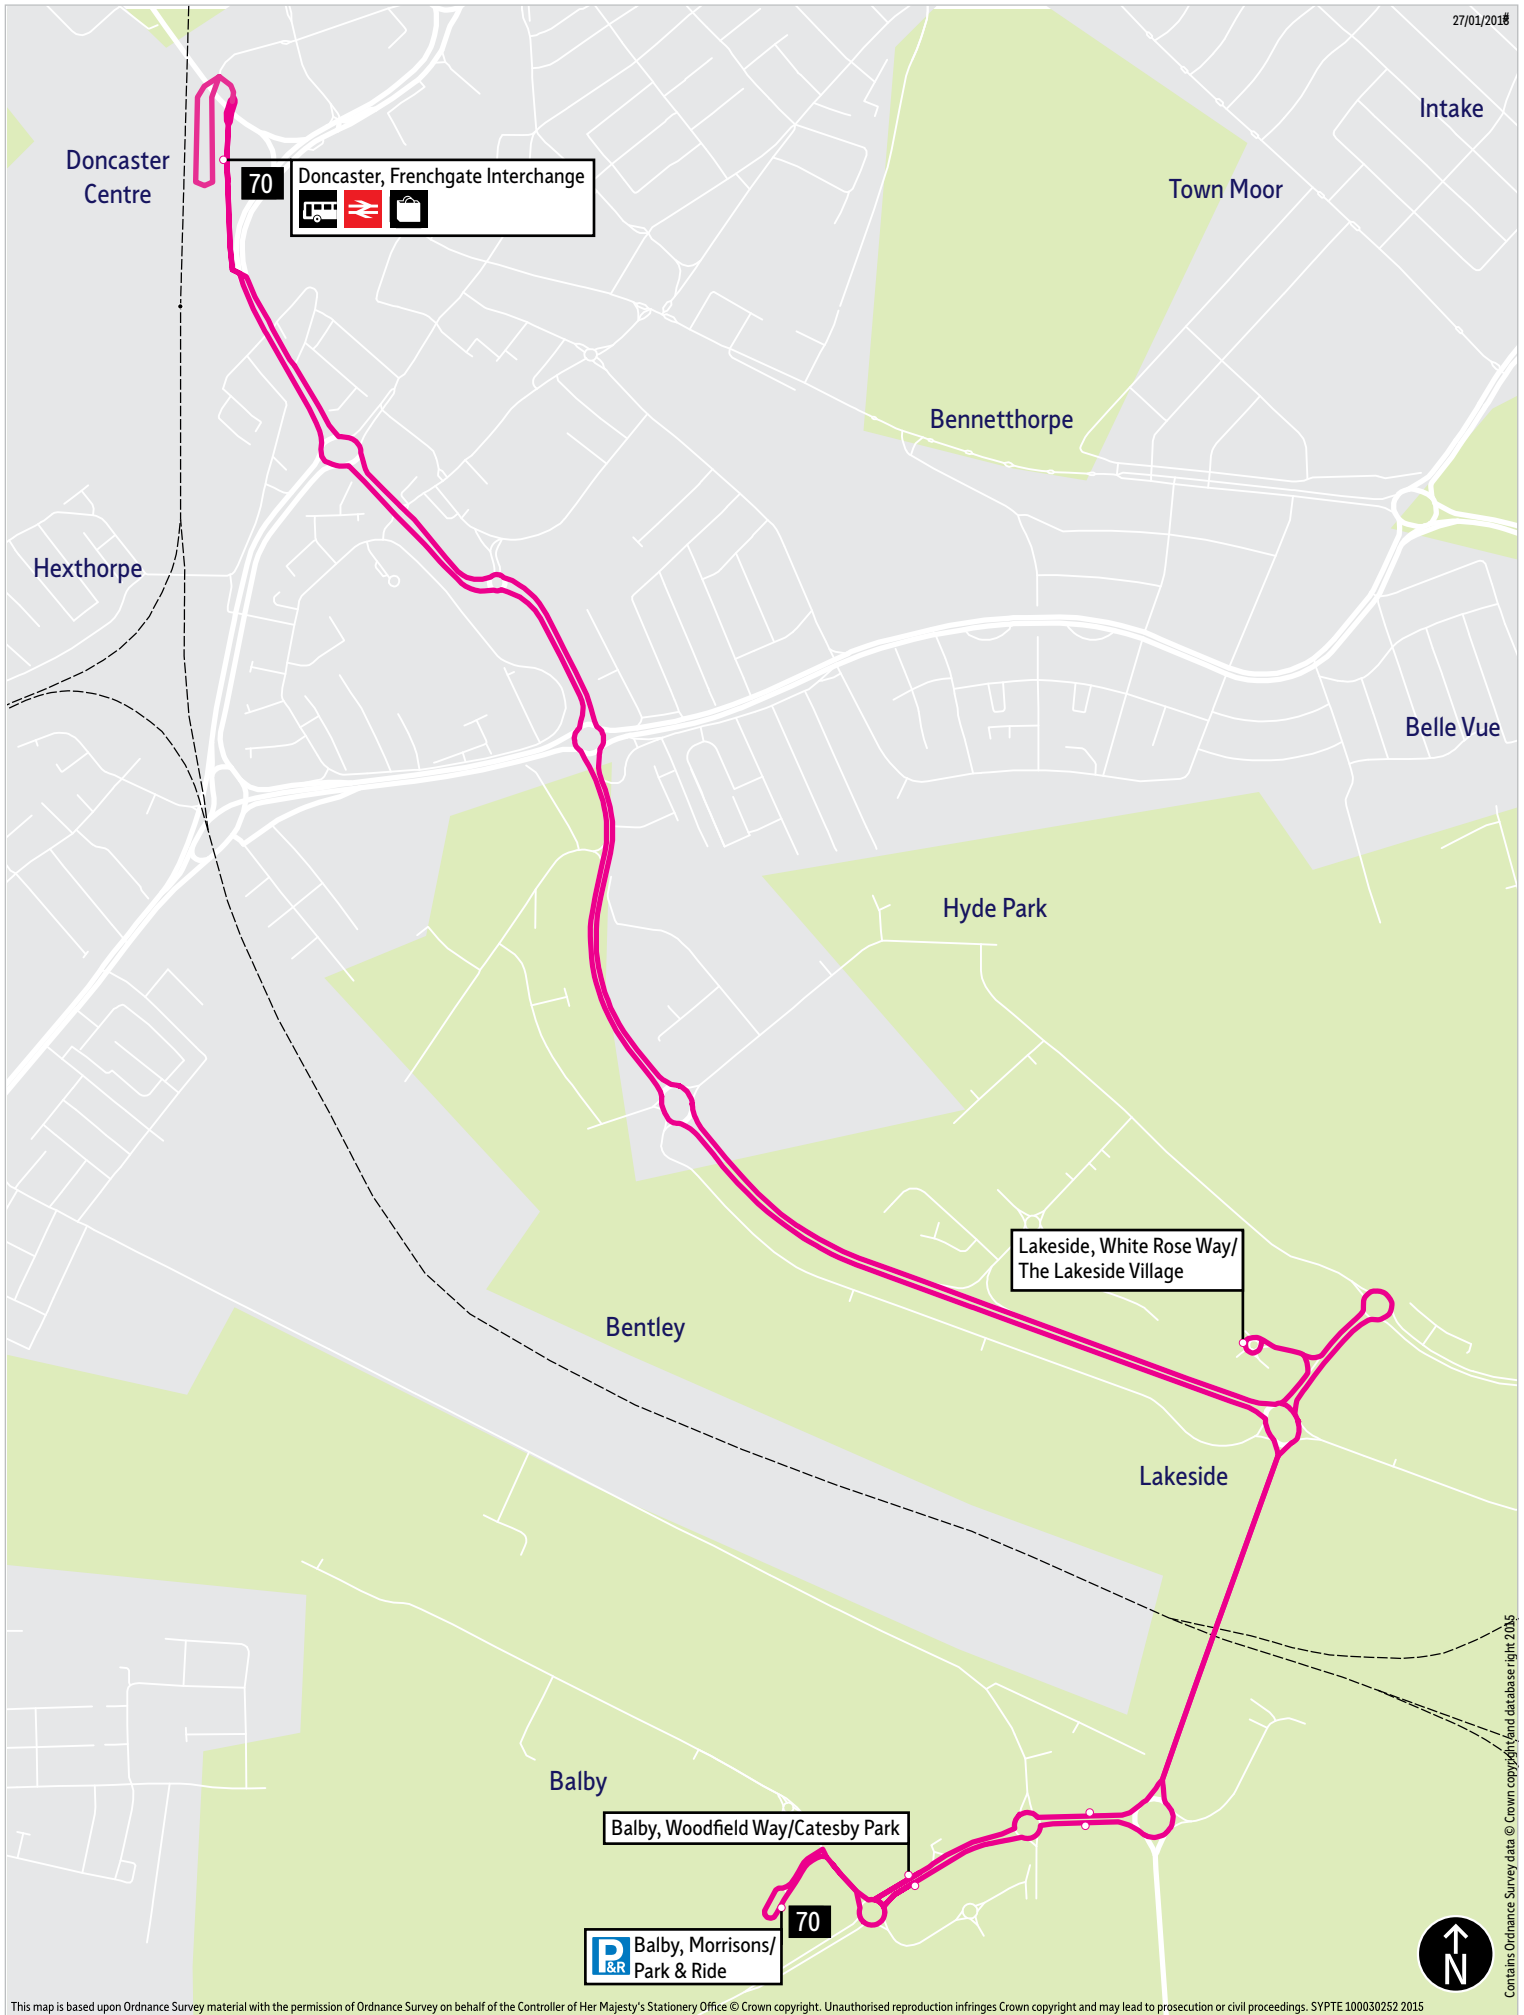 27/01/201
Intake
Doncaster
Centre
70
Doncaster, Frenchgate Interchange
Town Moor
Bennetthorpe
Hexthorpe
Belle Vue
Hyde Park
Lakeside, White Rose Way/
The Lakeside Village
Bentley
Lakeside
Balby
Balby, Woodfield Way/Catesby Park
70
P&R
Balby, Morrisons/
Park & Ride
N
Contains Ordnance Survey data © Crown copyright and database right 2015
This map is based upon Ordnance Survey material with the permission of Ordnance Survey on behalf of the Controller of Her Majesty's Stationery Office © Crown copyright. Unauthorised reproduction infringes Crown copyright and may lead to prosecution or civil proceedings. SYPTE 100030252 2015